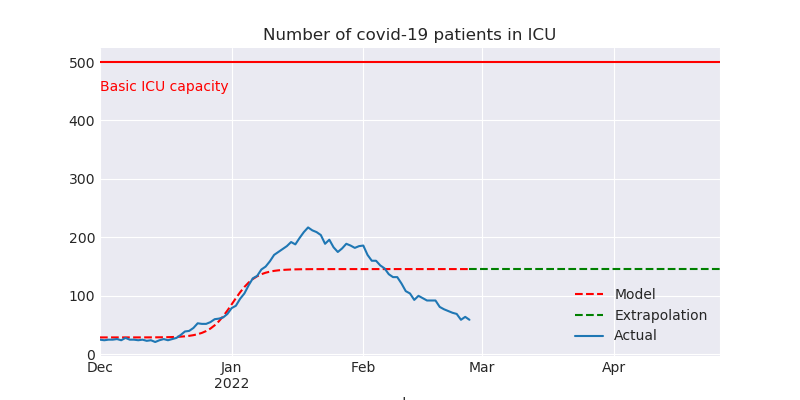 Number of covid-19 patients in ICU
500
Basic ICU capacity
400
300
200
100
0
Model
Extrapolation
Actual
Dec
Jan
2022
Feb
Mar
Apr